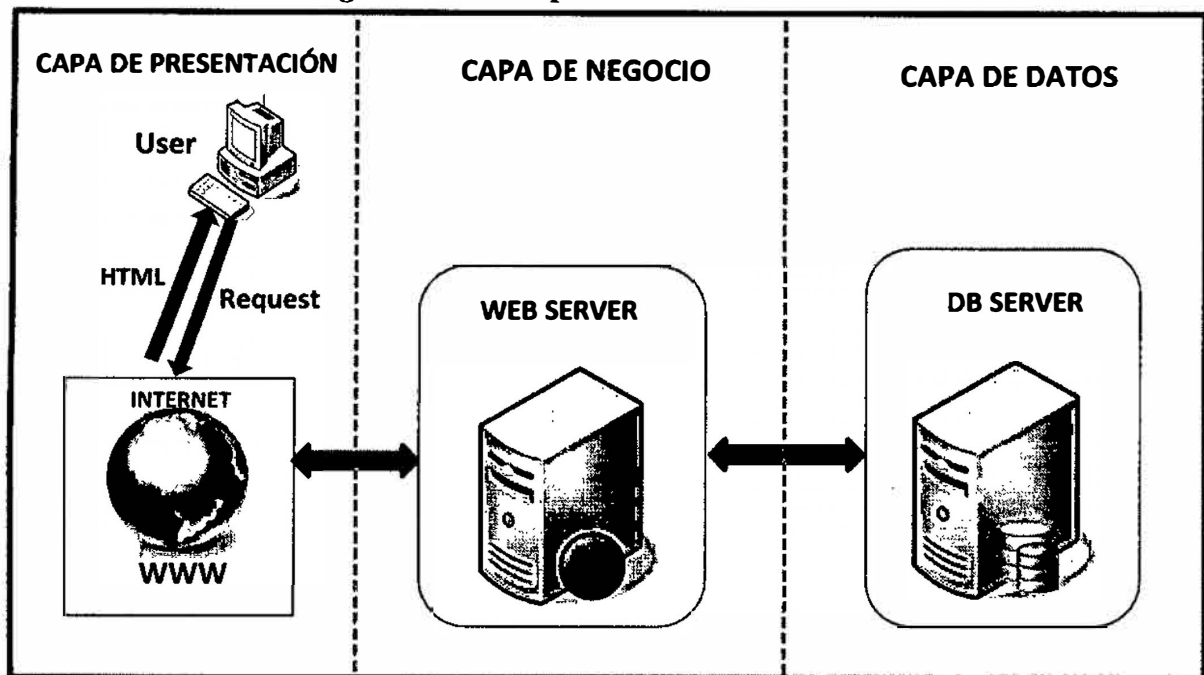 CAPA DE PRESENTACIÓN
User
HTML
Request
INTERNET
WWW
CAPA DE NEGOCIO
WEB SERVER
CAPA DE DATOS
DB SERVER